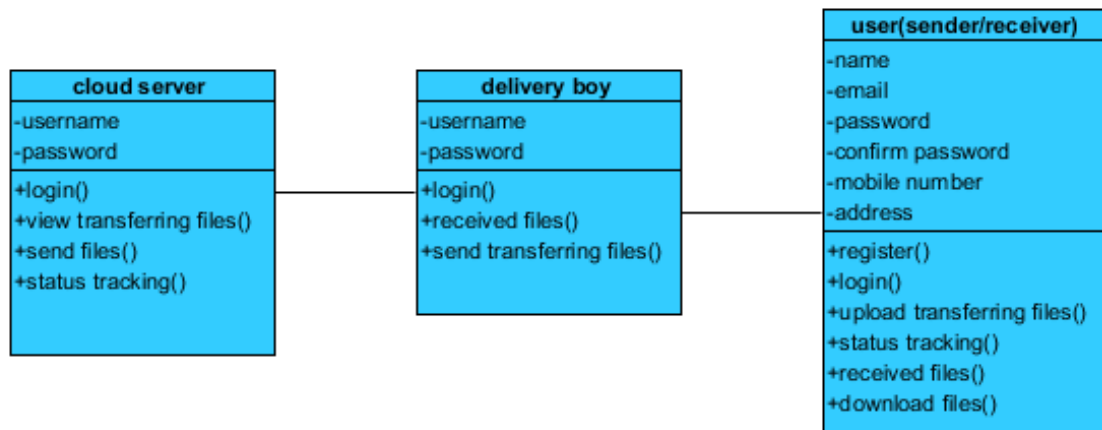 cloud server
-username
-password
+login()
+view transferring files()
+send files()
+status tracking()
delivery boy
-username
-password
+login()
+received files()
+send transferring files()
user(sender/receiver)
-name
-email
-password
-confirm password
-mobile number
-address
+register()
+login()
+upload transferring files()
+status tracking()
+received files()
+download files()